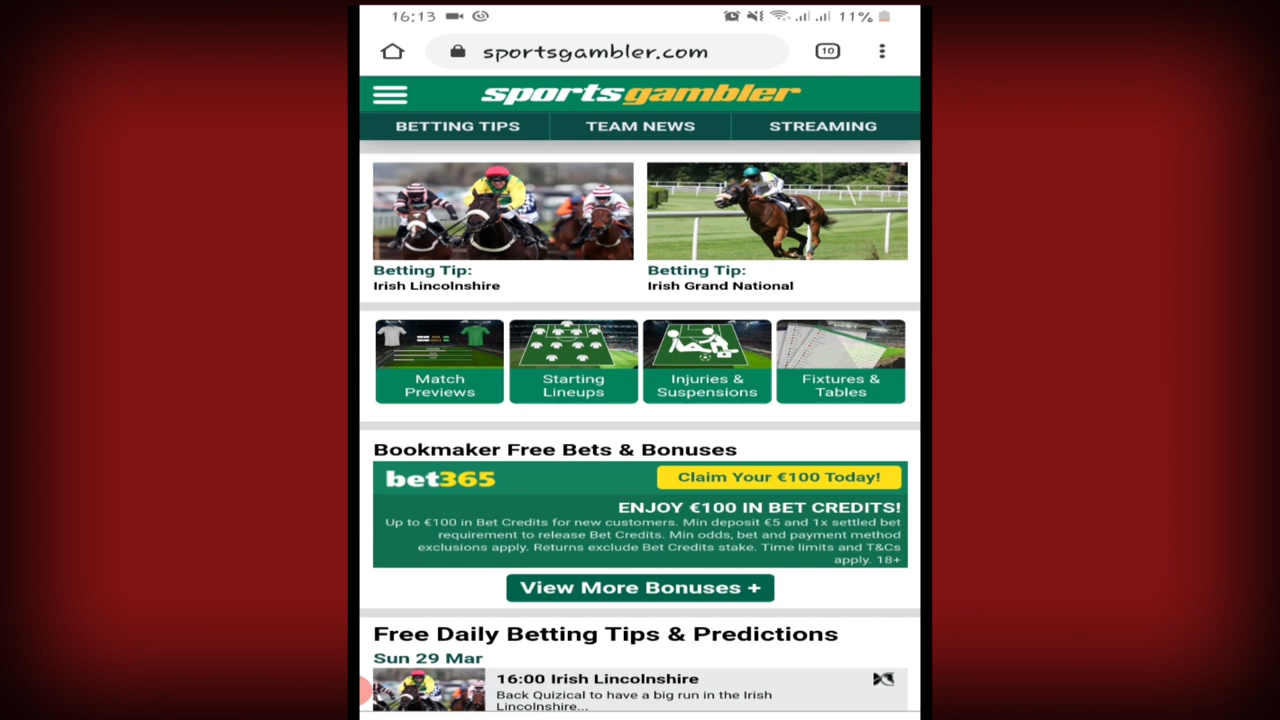 16:13
11%
sportsgambler.com
10
sportsgambler
BETTING TIPS
TEAM NEWS
STREAMING
Betting Tip:
Irish Lincolnshire
Betting Tip:
Irish Grand National
Match
Previews
Starting
Lineups
Injuries &
Suspensions
Fixtures &
Tables
Bookmaker Free Bets & Bonuses
bet365
Claim Your €100 Today!
ENJOY €100 IN BET CREDITS!
Up to €100 in Bet Credits for new customers. Min deposit €5 and 1x settled bet
requirement to release Bet Credits. Min odds, bet and payment method
exclusions apply. Returns exclude Bet Credits stake. Time limits and T&Cs
apply. 18+
View More Bonuses +
Free Daily Betting Tips & Predictions
Sun 29 Mar
16:00 Irish Lincolnshire
Back Quizical to have a big run in the Irish
Lincolnshire...